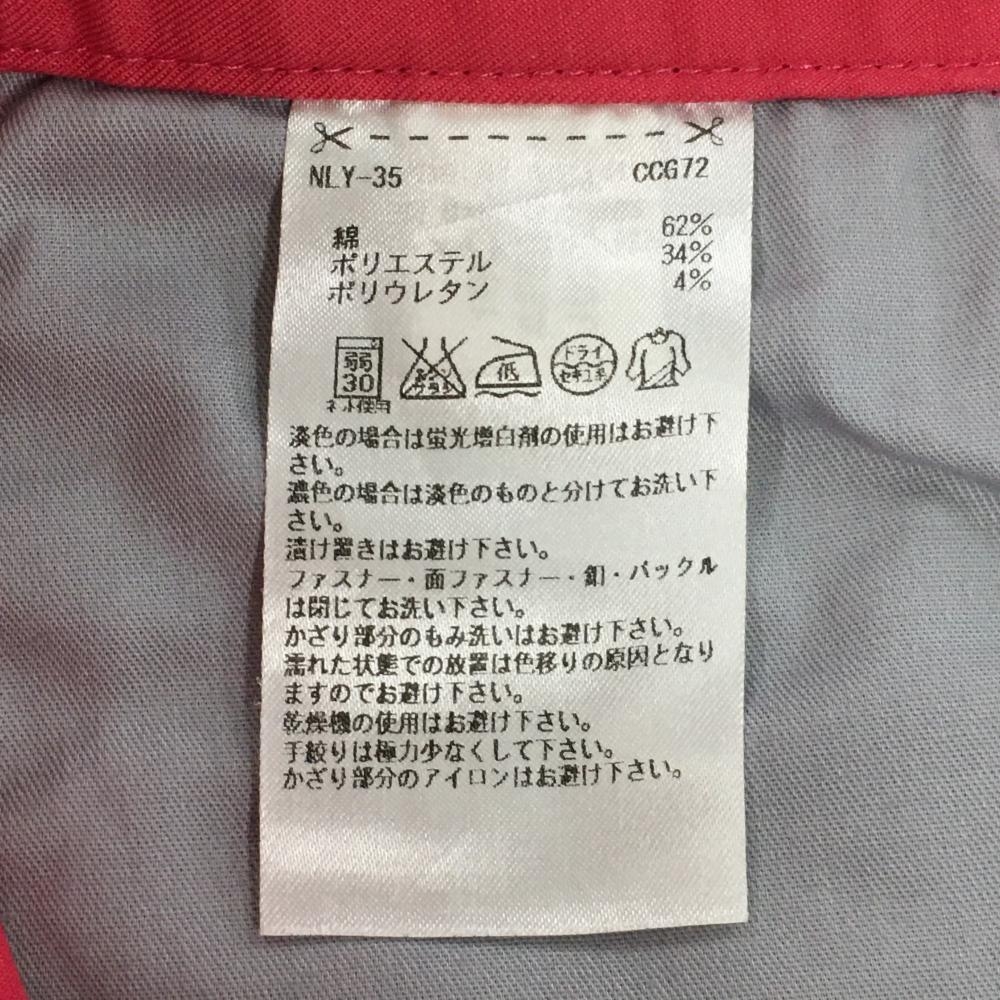 NLY-35 CCG72
綿 62%
ポリエステル 34%
ポリウレタン 4%
弱
30
ネット使用
エンソ
サラシ
低
ドライ
セキユ系
淡色の場合は蛍光増白剤の使用はお避け下
さい。
濃色の場合は淡色のものと分けてお洗い下
さい。
漬け置きはお避け下さい。
ファスナー・面ファスナー・釦・バックル
は閉じてお洗い下さい。
かざり部分のもみ洗いはお避け下さい。
濡れた状態での放置は色移りの原因となり
ますのでお避け下さい。
乾燥機の使用はお避け下さい。
手絞りは極力少なくして下さい。
かざり部分のアイロンはお避け下さい。